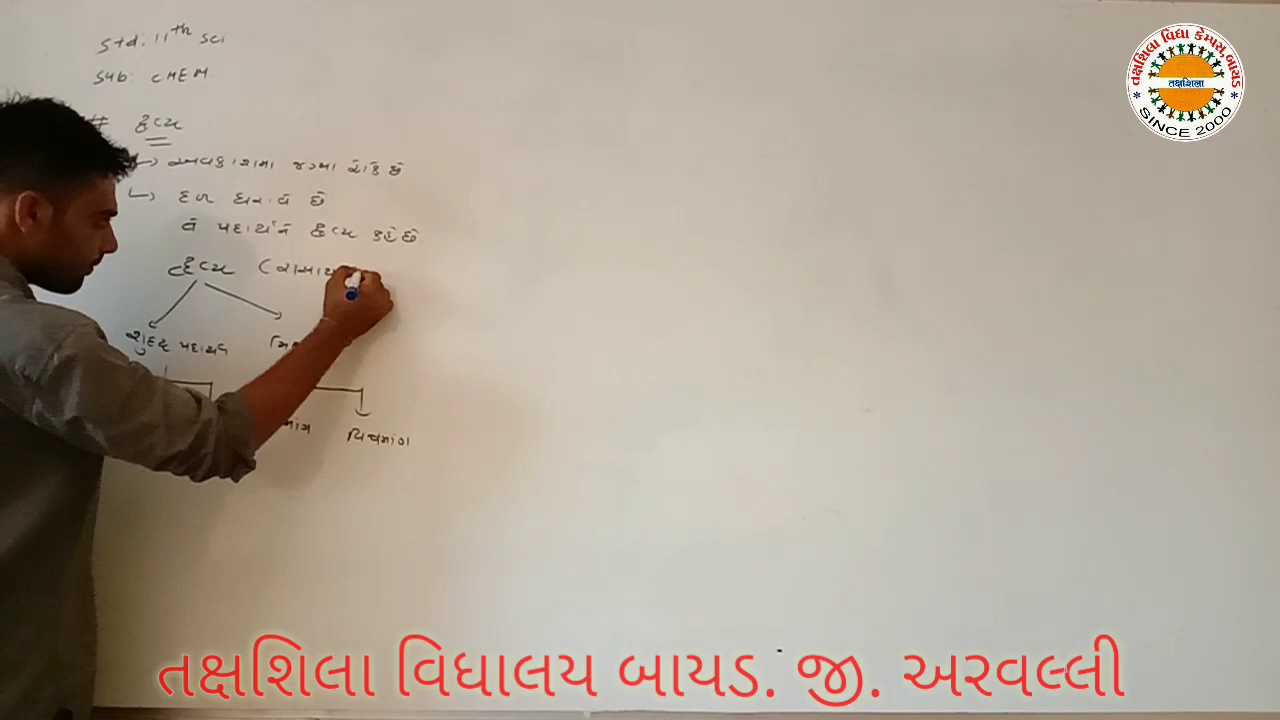 Std: 11th sci
Sub: CHEM
# દ્રવ્ય
અવકાશમાં જગ્યા રોકે છે
દળ ધરાવે છે
તે પદાર્થને દ્રવ્ય કહે છે
દ્રવ્ય (રાસાય
શુદ્ધ પદાર્થ
માંગ વિષમાંગ
તક્ષશિલા વિદ્યા કેમ્પસ, બાયડ
તક્ષશિલા
SINCE 2000
તક્ષશિલા વિદ્યાલય બાયડ. જી. અરવલ્લી